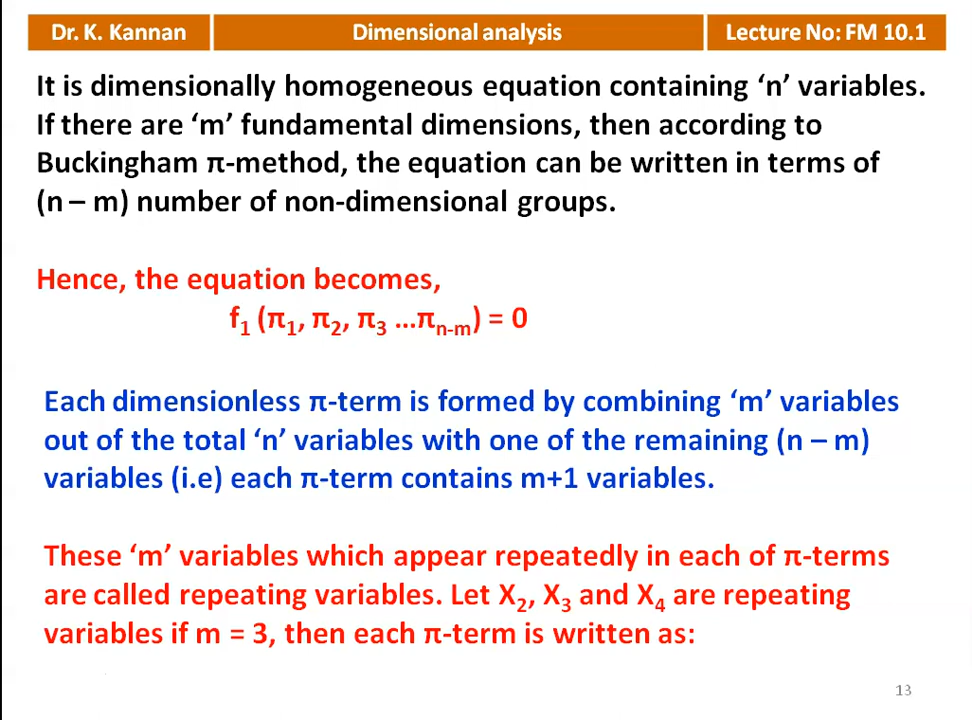 Dr. K. Kannan
Dimensional analysis
Lecture No: FM 10.1
It is dimensionally homogeneous equation containing ‘n’ variables.
If there are ‘m’ fundamental dimensions, then according to
Buckingham π-method, the equation can be written in terms of
(n – m) number of non-dimensional groups.
Hence, the equation becomes,
f₁ (π₁, π₂, π₃ …πₙ₋ₘ) = 0
Each dimensionless π-term is formed by combining ‘m’ variables
out of the total ‘n’ variables with one of the remaining (n – m)
variables (i.e) each π-term contains m+1 variables.
These ‘m’ variables which appear repeatedly in each of π-terms
are called repeating variables. Let X₂, X₃ and X₄ are repeating
variables if m = 3, then each π-term is written as:
13